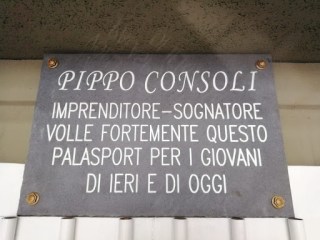 PIPPO CONSOLI
IMPRENDITORE-SOGNATORE
VOLLE FORTEMENTE QUESTO
PALASPORT PER I GIOVANI
DI IERI E DI OGGI